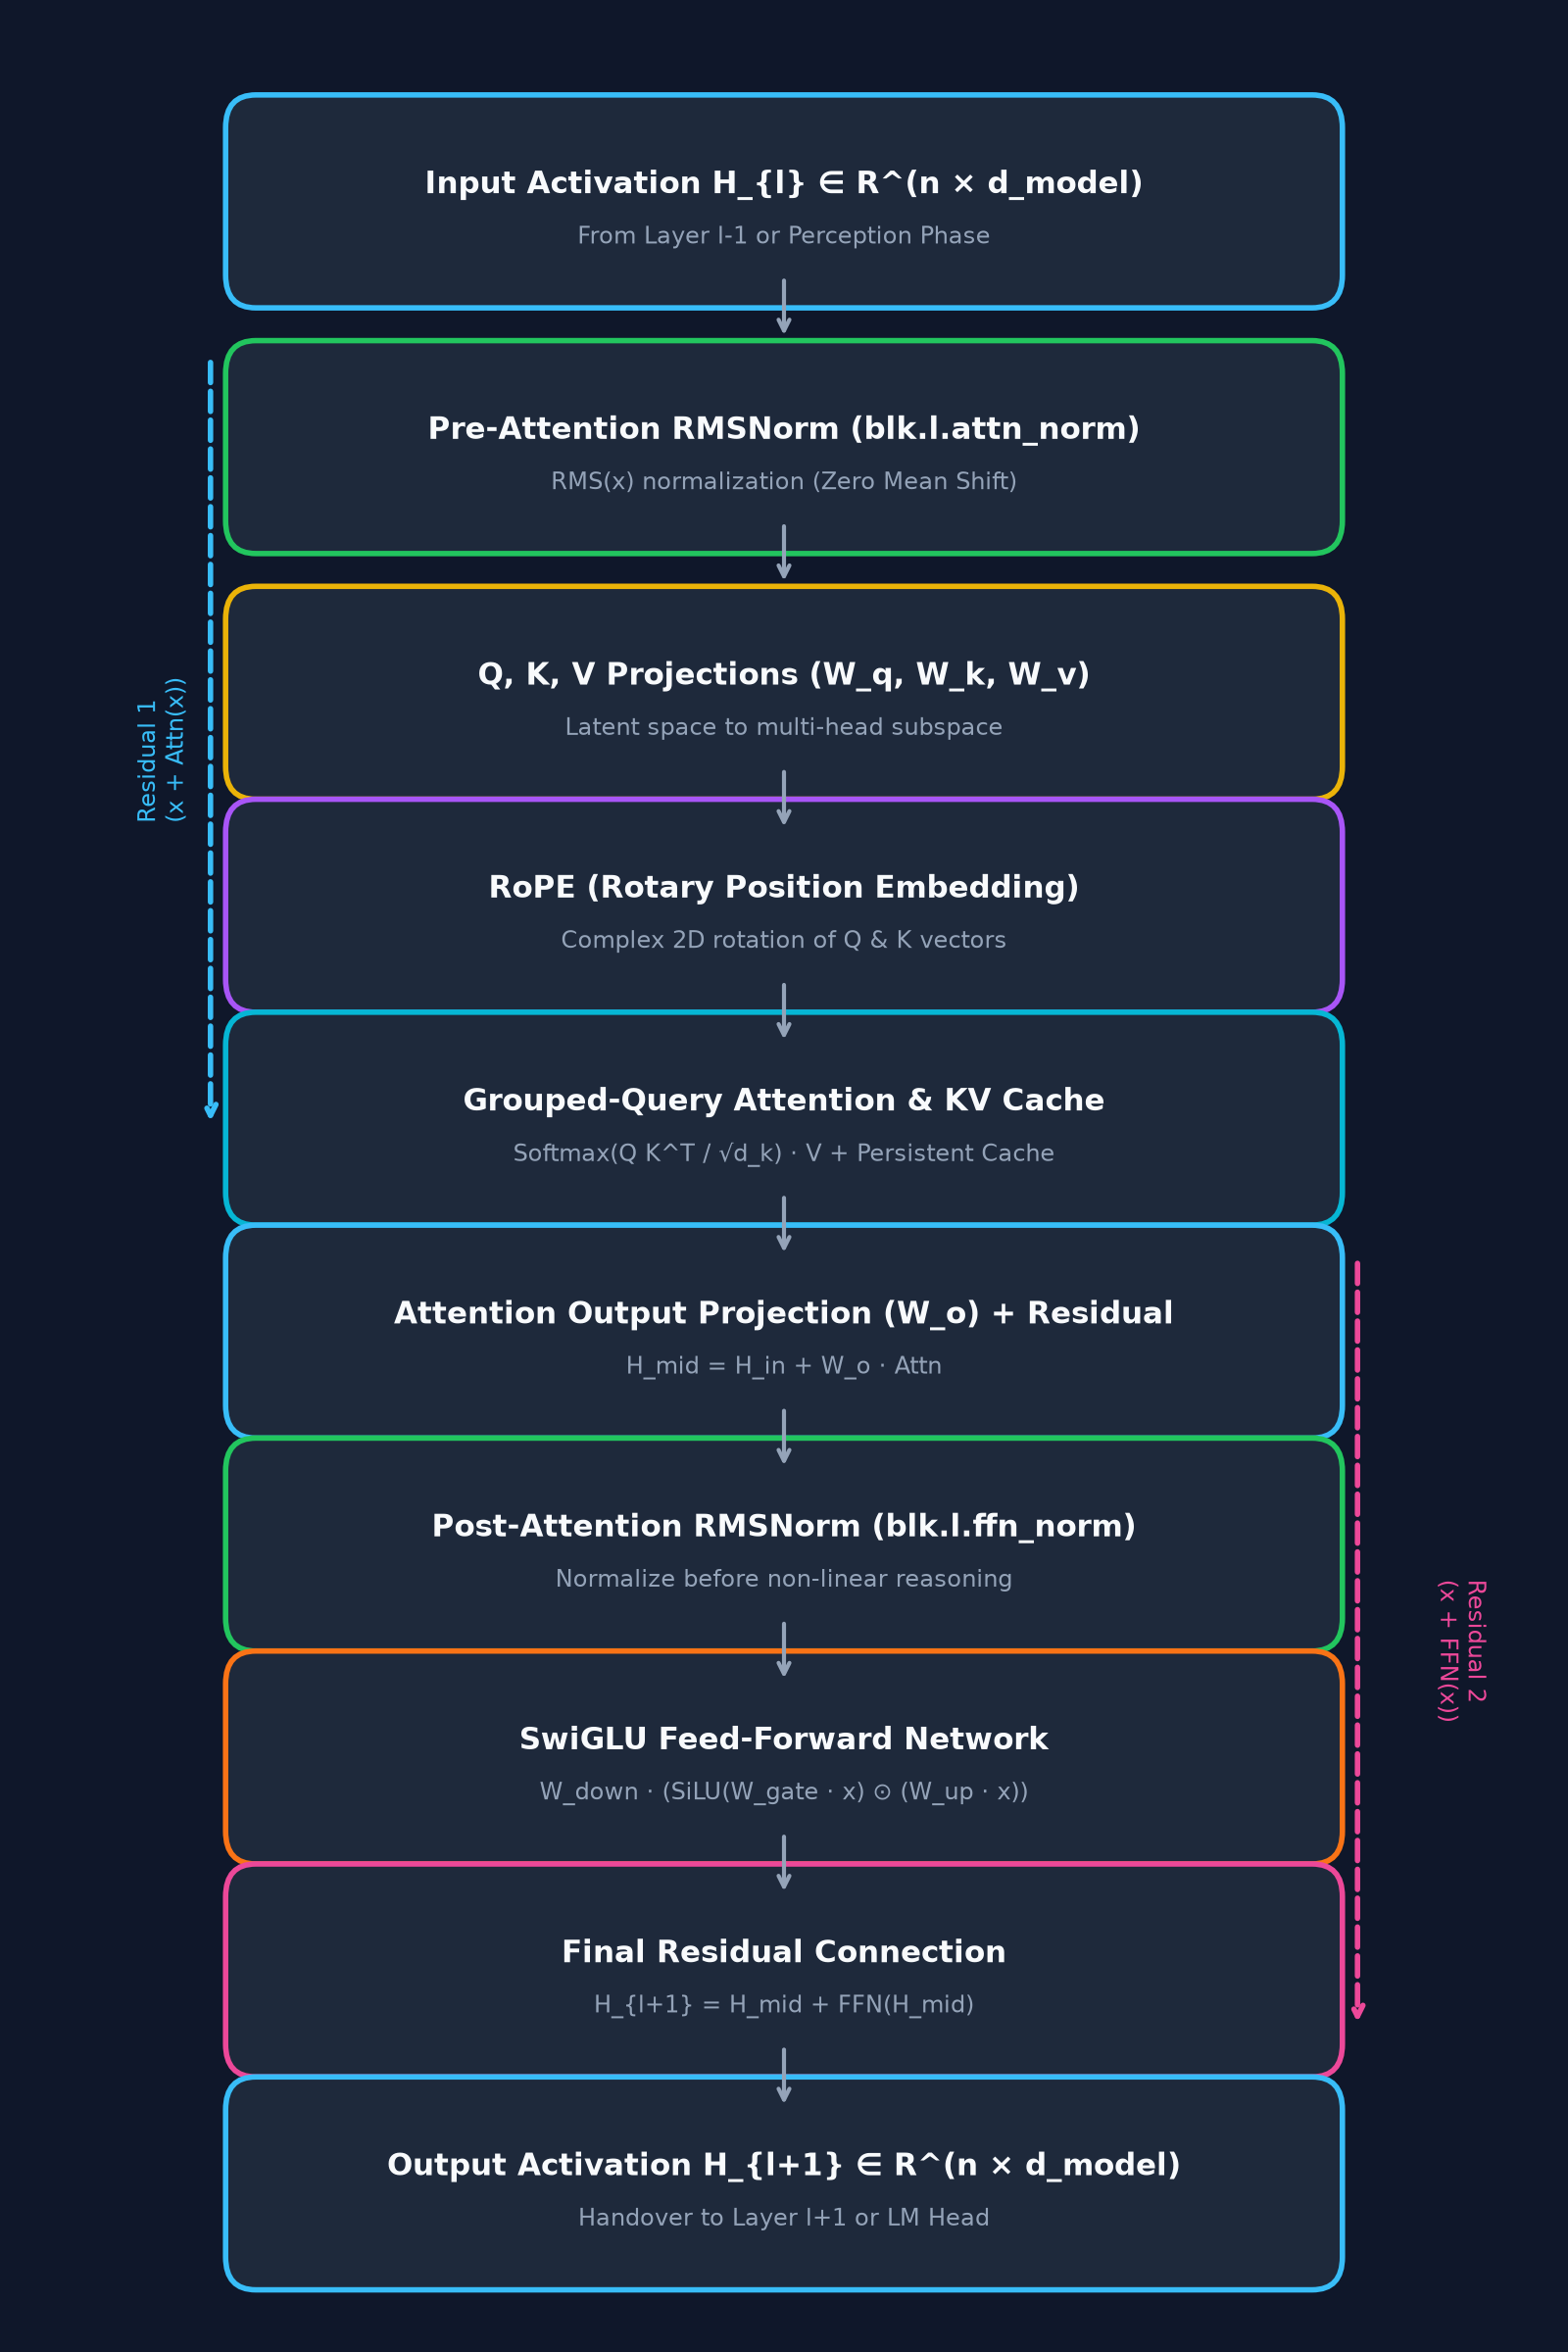 Input Activation H_{l} ∈ R^(n × d_model)
From Layer l-1 or Perception Phase
Pre-Attention RMSNorm (blk.l.attn_norm)
RMS(x) normalization (Zero Mean Shift)
Q, K, V Projections (W_q, W_k, W_v)
Latent space to multi-head subspace
Residual 1
(x + Attn(x))
RoPE (Rotary Position Embedding)
Complex 2D rotation of Q & K vectors
Grouped-Query Attention & KV Cache
Softmax(Q K^T / √d_k) · V + Persistent Cache
Attention Output Projection (W_o) + Residual
H_mid = H_in + W_o · Attn
Post-Attention RMSNorm (blk.l.ffn_norm)
Normalize before non-linear reasoning
Residual 2
(x + FFN(x))
SwiGLU Feed-Forward Network
W_down · (SiLU(W_gate · x) ⊙ (W_up · x))
Final Residual Connection
H_{l+1} = H_mid + FFN(H_mid)
Output Activation H_{l+1} ∈ R^(n × d_model)
Handover to Layer l+1 or LM Head